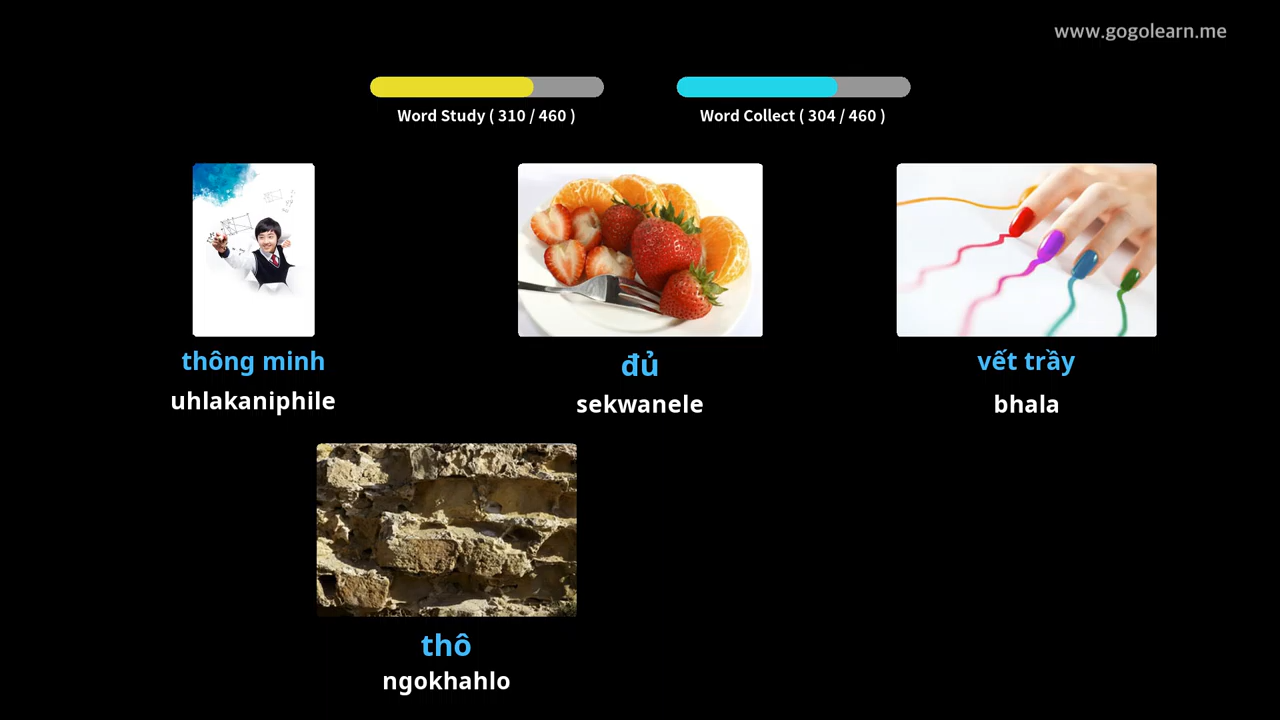 www.gogolearn.me
Word Study ( 310 / 460 )
Word Collect ( 304 / 460 )
thông minh
uhlakaniphile
đủ
sekwanele
vết trầy
bhala
thô
ngokhahlo